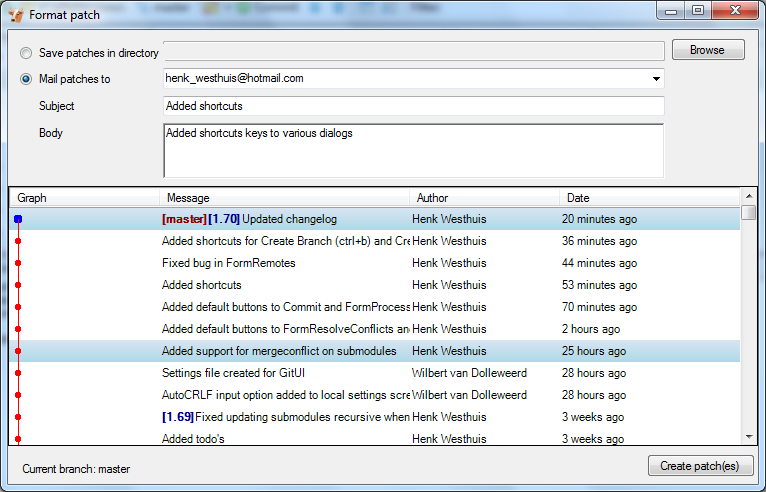 Format patch
Save patches in directory
Browse
Mail patches to henk_westhuis@hotmail.com
Subject Added shortcuts
Body Added shortcuts keys to various dialogs
Graph Message Author Date
[master][1.70] Updated changelog Henk Westhuis 20 minutes ago
Added shortcuts for Create Branch (ctrl+b) and Cre Henk Westhuis 36 minutes ago
Fixed bug in FormRemotes Henk Westhuis 44 minutes ago
Added shortcuts Henk Westhuis 53 minutes ago
Added default buttons to Commit and FormProcess Henk Westhuis 70 minutes ago
Added default buttons to FormResolveConflicts an Henk Westhuis 2 hours ago
Added support for mergeconflict on submodules Henk Westhuis 25 hours ago
Settings file created for GitUI Wilbert van Dolleweerd 28 hours ago
AutoCRLF input option added to local settings scre Wilbert van Dolleweerd 28 hours ago
[1.69] Fixed updating submodules recursive when Henk Westhuis 3 weeks ago
Added todo's Henk Westhuis 3 weeks ago
Current branch: master
Create patch(es)